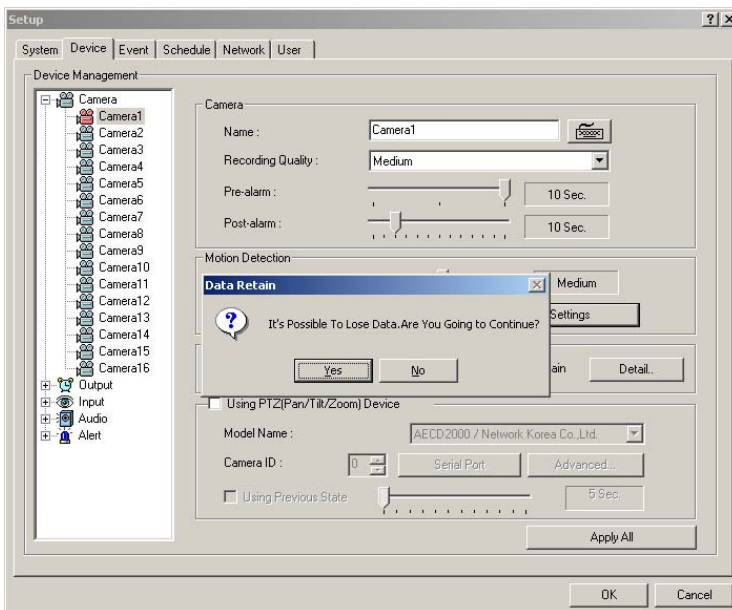 Setup
System Device Event Schedule Network User
Device Management
Camera
Camera1
Camera2
Camera3
Camera4
Camera5
Camera6
Camera7
Camera8
Camera9
Camera10
Camera11
Camera12
Camera13
Camera14
Camera15
Camera16
Output
Input
Audio
Alert
Camera
Name : Camera1
Recording Quality : Medium
Pre-alarm : 10 Sec.
Post-alarm : 10 Sec.
Motion Detection
Medium
Settings
Data Retain
It's Possible To Lose Data.Are You Going to Continue?
Yes No
ain Detail..
Using PTZ(Pan/Tilt/Zoom) Device
Model Name : AECD2000 / Network Korea Co.,Ltd.
Camera ID : 0 Serial Port Advanced...
Using Previous State 5 Sec.
Apply All
OK Cancel